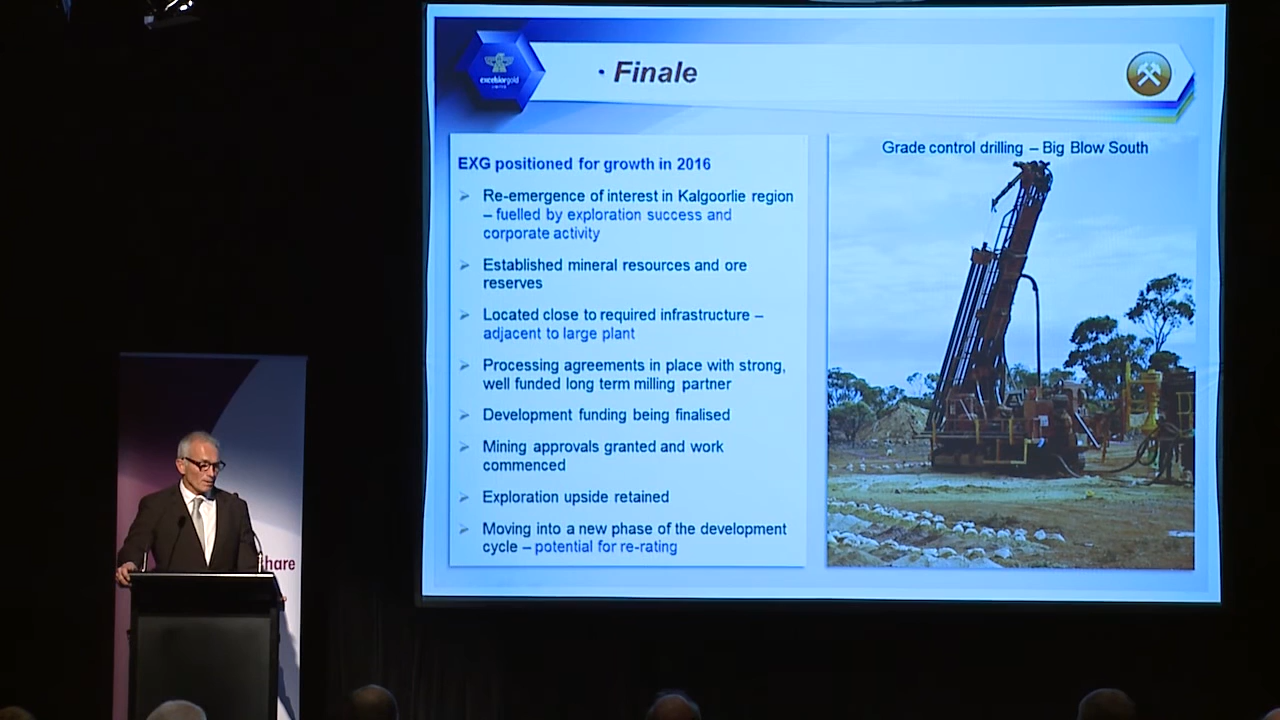 excelsiorgold
LIMITED
• Finale
EXG positioned for growth in 2016
Re-emergence of interest in Kalgoorlie region
– fuelled by exploration success and
corporate activity
Established mineral resources and ore
reserves
Located close to required infrastructure –
adjacent to large plant
Processing agreements in place with strong,
well funded long term milling partner
Development funding being finalised
Mining approvals granted and work
commenced
Exploration upside retained
Moving into a new phase of the development
cycle – potential for re-rating
Grade control drilling – Big Blow South
hare